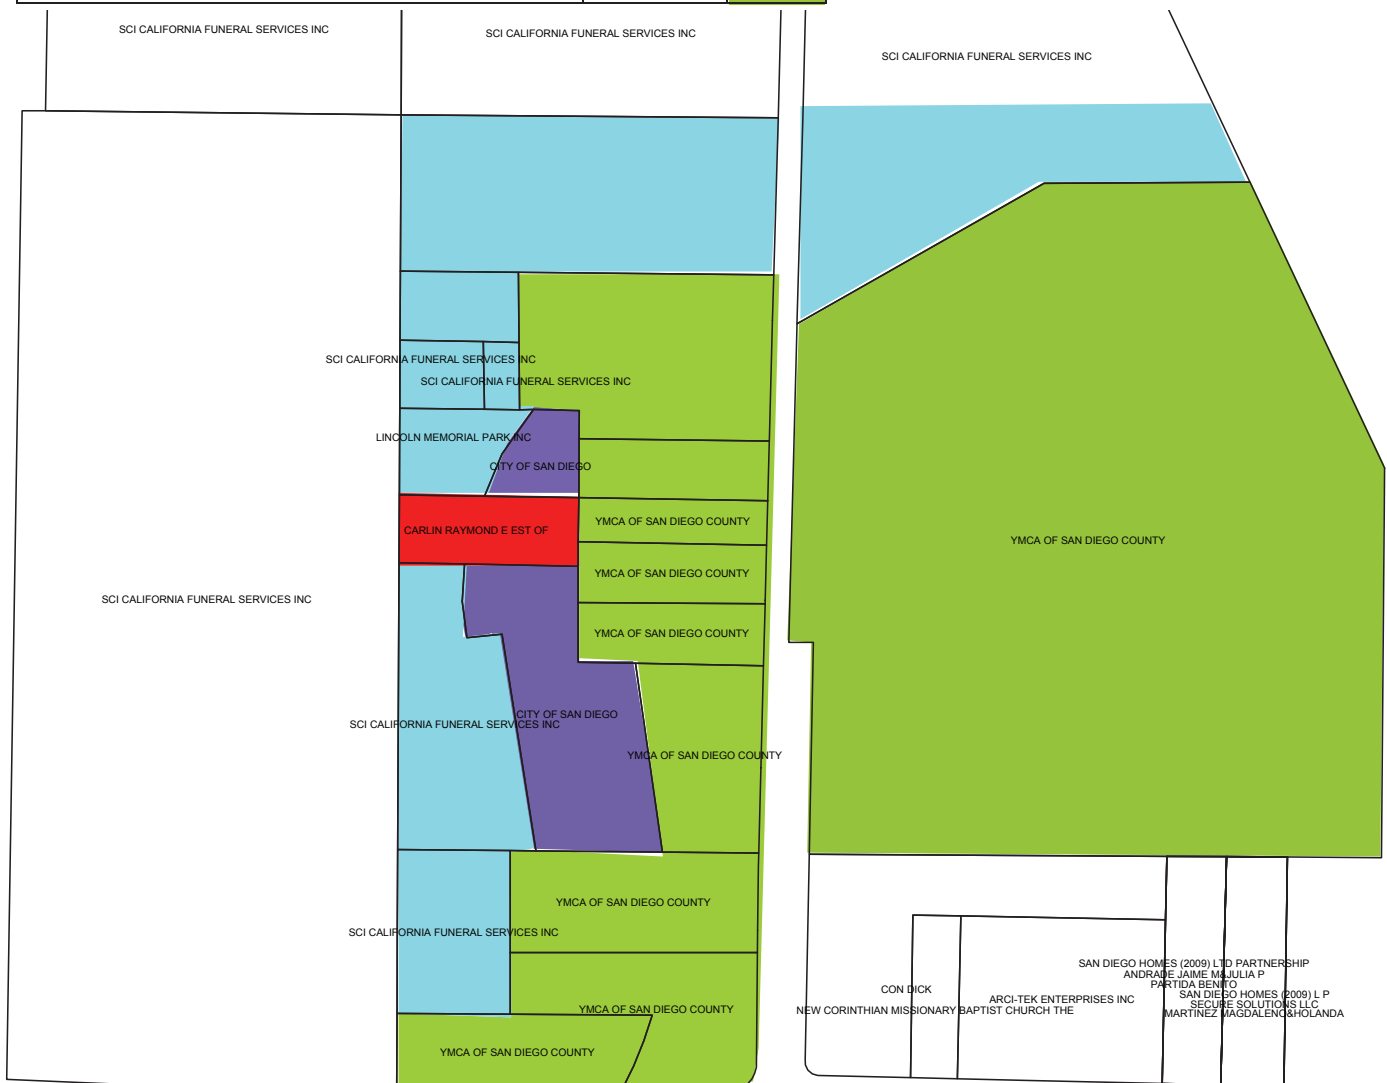 SCI CALIFORNIA FUNERAL SERVICES INC
SCI CALIFORNIA FUNERAL SERVICES INC
SCI CALIFORNIA FUNERAL SERVICES INC
SCI CALIFORNIA FUNERAL SERVICES INC
SCI CALIFORNIA FUNERAL SERVICES INC
LINCOLN MEMORIAL PARK INC
CITY OF SAN DIEGO
YMCA OF SAN DIEGO COUNTY
CARLIN RAYMOND E EST OF
YMCA OF SAN DIEGO COUNTY
YMCA OF SAN DIEGO COUNTY
SCI CALIFORNIA FUNERAL SERVICES INC
YMCA OF SAN DIEGO COUNTY
CITY OF SAN DIEGO
SCI CALIFORNIA FUNERAL SERVICES INC
YMCA OF SAN DIEGO COUNTY
YMCA OF SAN DIEGO COUNTY
SCI CALIFORNIA FUNERAL SERVICES INC
SAN DIEGO HOMES (2009) LTD PARTNERSHIP
ANDRADE JAIME M&JULIA P
PARTIDA BENITO
CON DICK
SAN DIEGO HOMES (2009) L P
ARCI-TEK ENTERPRISES INC
SECURE SOLUTIONS LLC
YMCA OF SAN DIEGO COUNTY
NEW CORINTHIAN MISSIONARY BAPTIST CHURCH THE
MARTINEZ MAGDALENO&HOLANDA
YMCA OF SAN DIEGO COUNTY